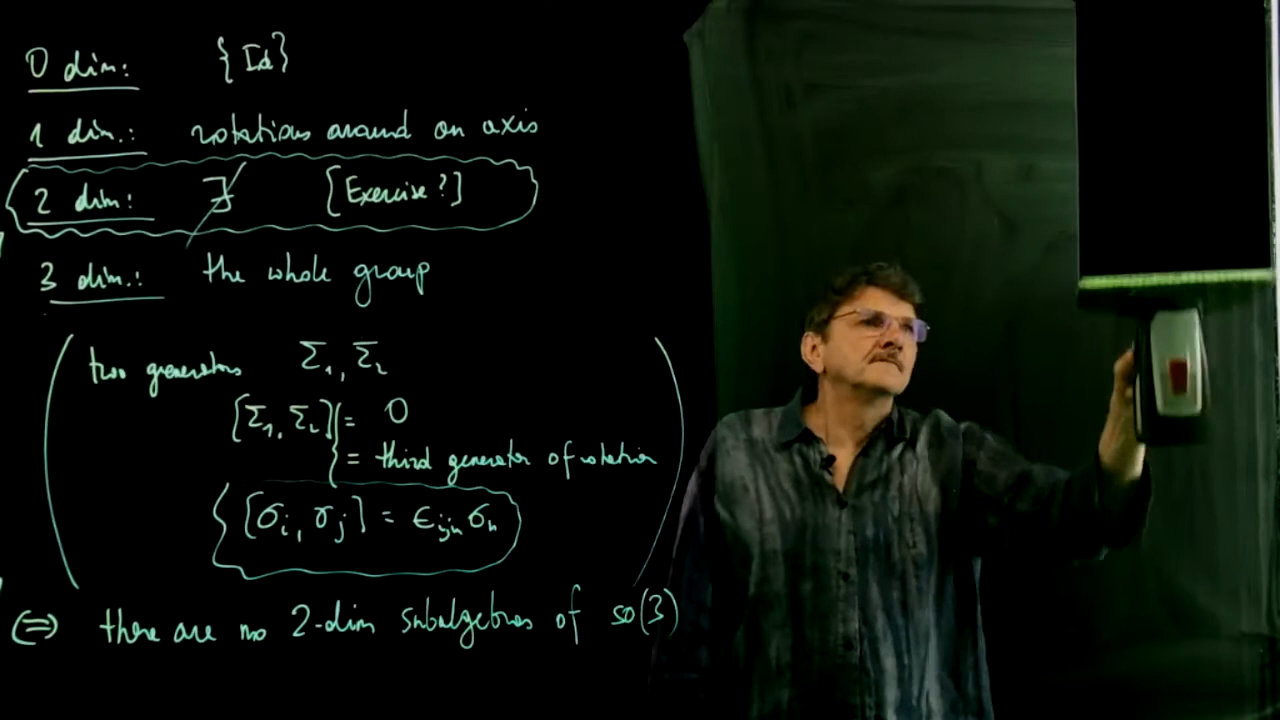 0 dim: {Id}
1 dim.: rotations around an axis
2 dim: ∄ [Exercise?]
3 dim.: the whole group
two generators Σ₁, Σ₂
[Σ₁, Σ₂] = 0
= third generator of rotation
[σᵢ, σⱼ] = ϵᵢⱼₖ σₖ
(⇒) there are no 2-dim subalgebras of so(3)